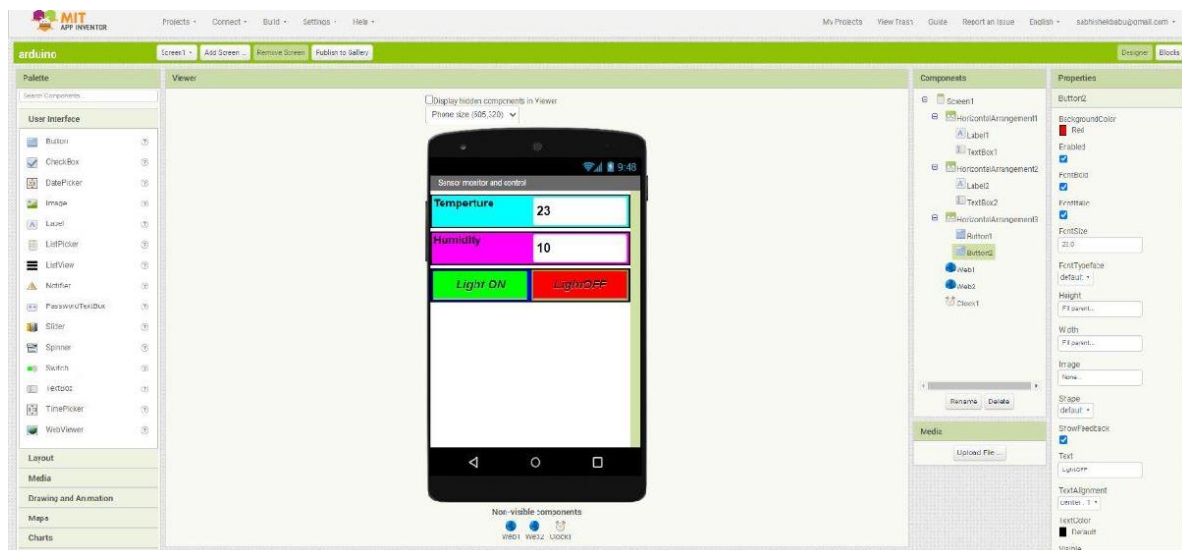 MIT
APP INVENTOR
Projects
Connect
Build
Settings
Help
My Projects
View Trash
Guide
Report an Issue
English
arduino
Screen1
Add Screen ...
Remove Screen
Publish to Gallery
Designer
Blocks
Palette
Search Components...
User Interface
Button
CheckBox
DatePicker
Image
Label
ListPicker
ListView
Notifier
PasswordTextBox
Slider
Spinner
Switch
TextBox
TimePicker
WebViewer
Layout
Media
Drawing and Animation
Maps
Charts
Viewer
Display hidden components in Viewer
Phone size (505,320)
9:48
Sensor monitor and control
Temperture
23
Humidity
10
Light ON
LightOFF
Non-visible components
Web1 Web2 Clock1
Components
Screen1
HorizontalArrangement1
Label1
TextBox1
HorizontalArrangement2
Label2
TextBox2
HorizontalArrangement3
Button1
Button2
Web1
Web2
Clock1
Rename
Delete
Media
Upload File ...
Properties
Button2
BackgroundColor
Red
Enabled
FontBold
FontItalic
FontSize
FontTypeface
default
Height
Fill parent...
Width
Fill parent...
Image
None...
Shape
default
ShowFeedback
Text
LightOFF
TextAlignment
center : 1
TextColor
Default
Visible